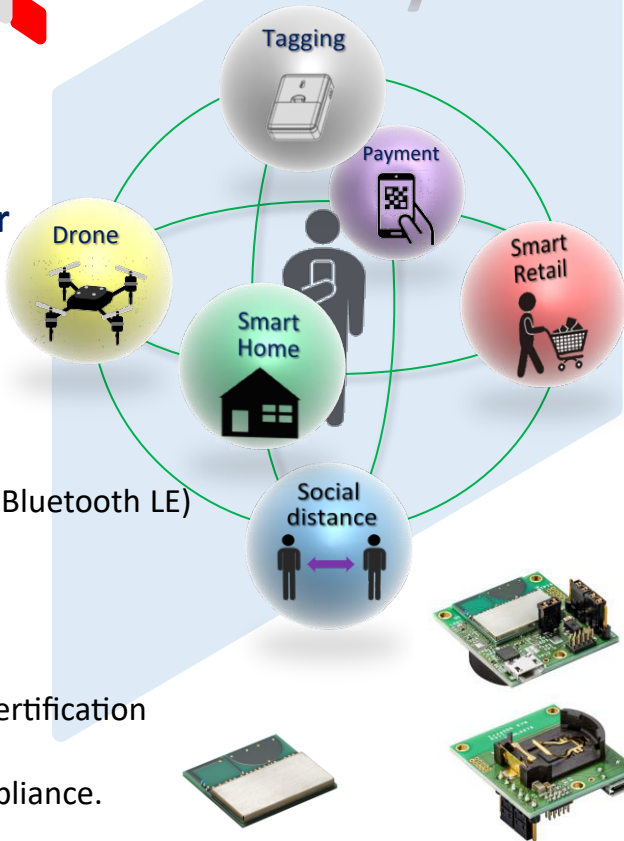 Tagging
Payment
r
Drone
Smart
Retail
Smart
Home
Bluetooth LE)
Social
distance
ertification
pliance.